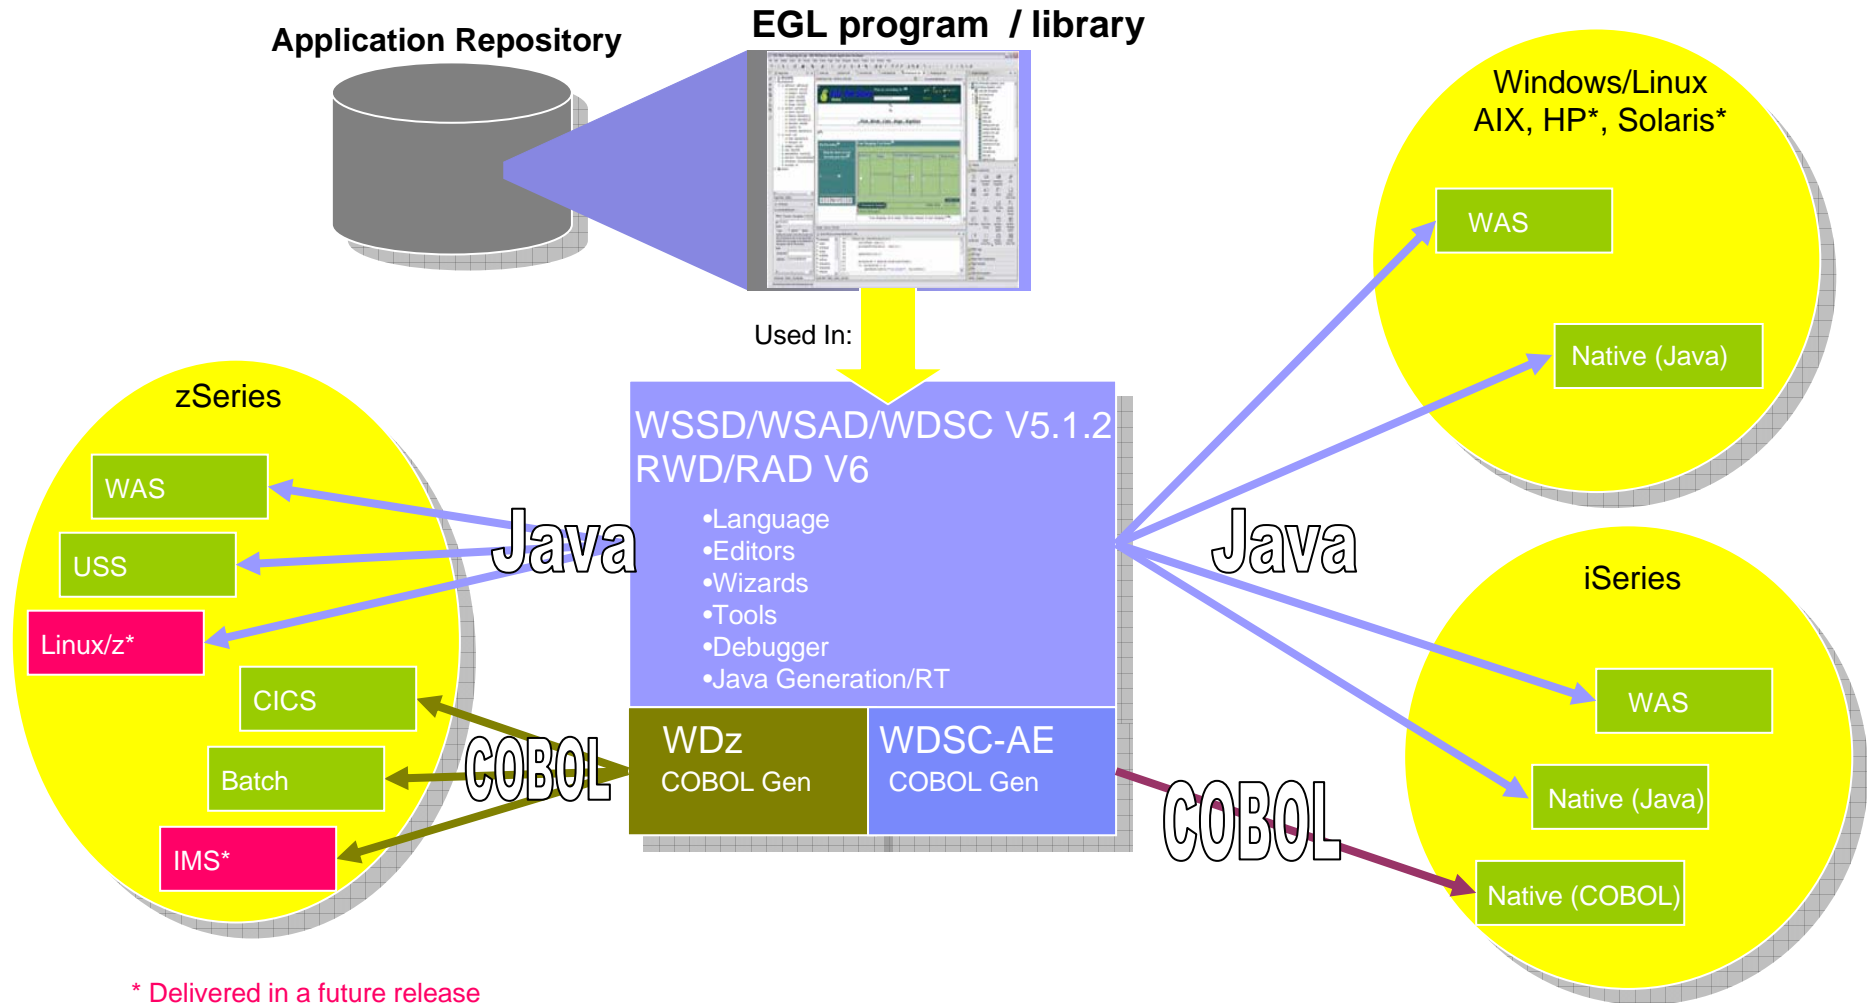 Application Repository
EGL program / library
Used In:
Windows/Linux
AIX, HP*, Solaris*
WAS
Native (Java)
zSeries
WAS
USS
Linux/z*
CICS
Batch
IMS*
Java
COBOL
WSSD/WSAD/WDSC V5.1.2
RWD/RAD V6
•Language
•Editors
•Wizards
•Tools
•Debugger
•Java Generation/RT
WDz
COBOL Gen
WDSC-AE
COBOL Gen
Java
COBOL
iSeries
WAS
Native (Java)
Native (COBOL)
* Delivered in a future release